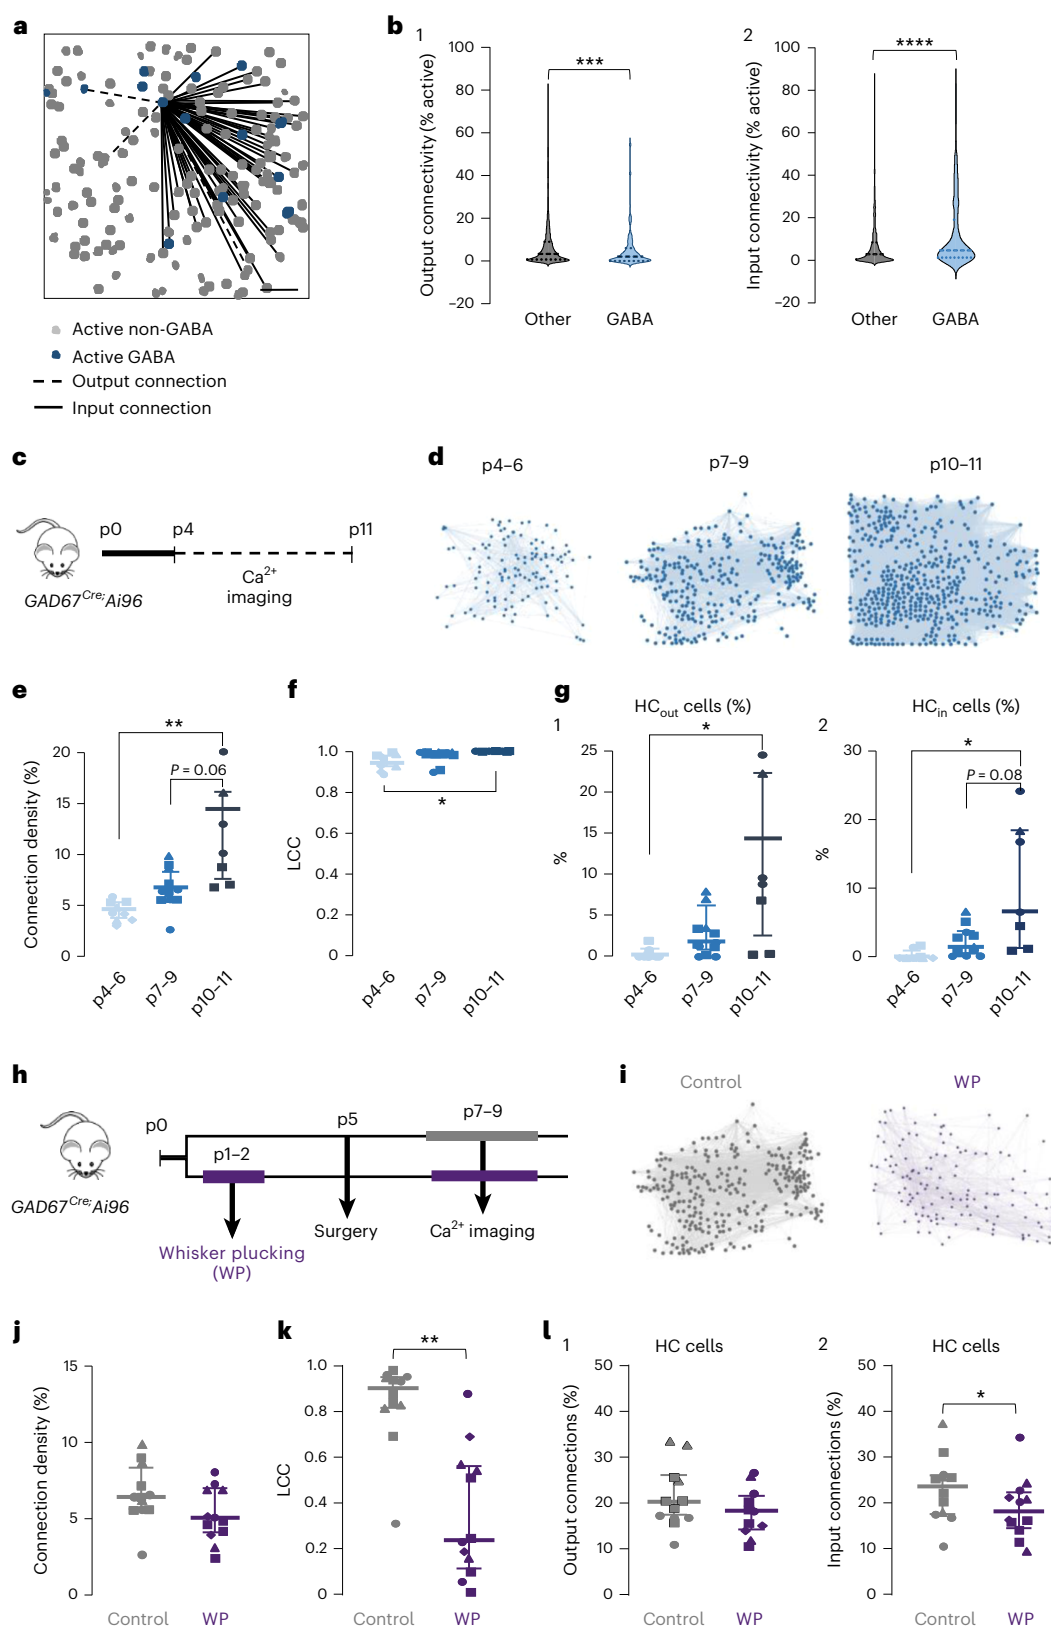 a
Active non-GABA
Active GABA
Output connection
Input connection
b
1
Output connectivity (% active)
100
80
60
40
20
0
–20
***
Other
GABA
2
Input connectivity (% active)
100
80
60
40
20
0
–20
****
Other
GABA
c
p0
p4
p11
Ca2+
imaging
GAD67Cre;Ai96
d
p4–6
p7–9
p10–11
e
Connection density (%)
20
15
10
5
0
**
P = 0.06
p4–6
p7–9
p10–11
f
LCC
1.0
0.8
0.6
0.4
0.2
0
*
p4–6
p7–9
p10–11
g
1
HCout cells (%)
%
25
20
15
10
5
0
*
p4–6
p7–9
p10–11
2
HCin cells (%)
%
30
20
10
0
*
P = 0.08
p4–6
p7–9
p10–11
h
p0
p1–2
p5
p7–9
GAD67Cre;Ai96
Whisker plucking
(WP)
Surgery
Ca2+ imaging
i
Control
WP
j
Connection density (%)
15
10
5
0
Control
WP
k
LCC
1.0
0.8
0.6
0.4
0.2
0
**
Control
WP
l
1
HC cells
Output connections (%)
50
40
30
20
10
0
Control
WP
2
HC cells
Input connections (%)
50
40
30
20
10
0
*
Control
WP